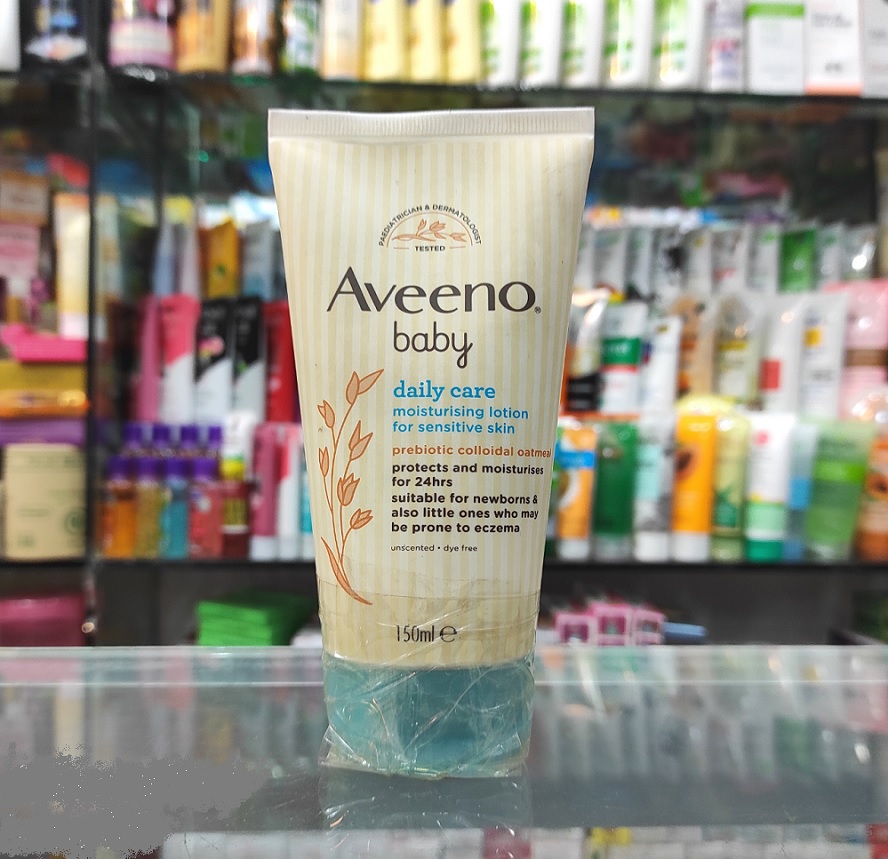 PAEDIATRICIAN & DERMATOLOGIST
TESTED
Aveeno®
baby
daily care
moisturising lotion
for sensitive skin
prebiotic colloidal oatmeal
protects and moisturises
for 24hrs
suitable for newborns &
also little ones who may
be prone to eczema
unscented • dye free
150ml ℮